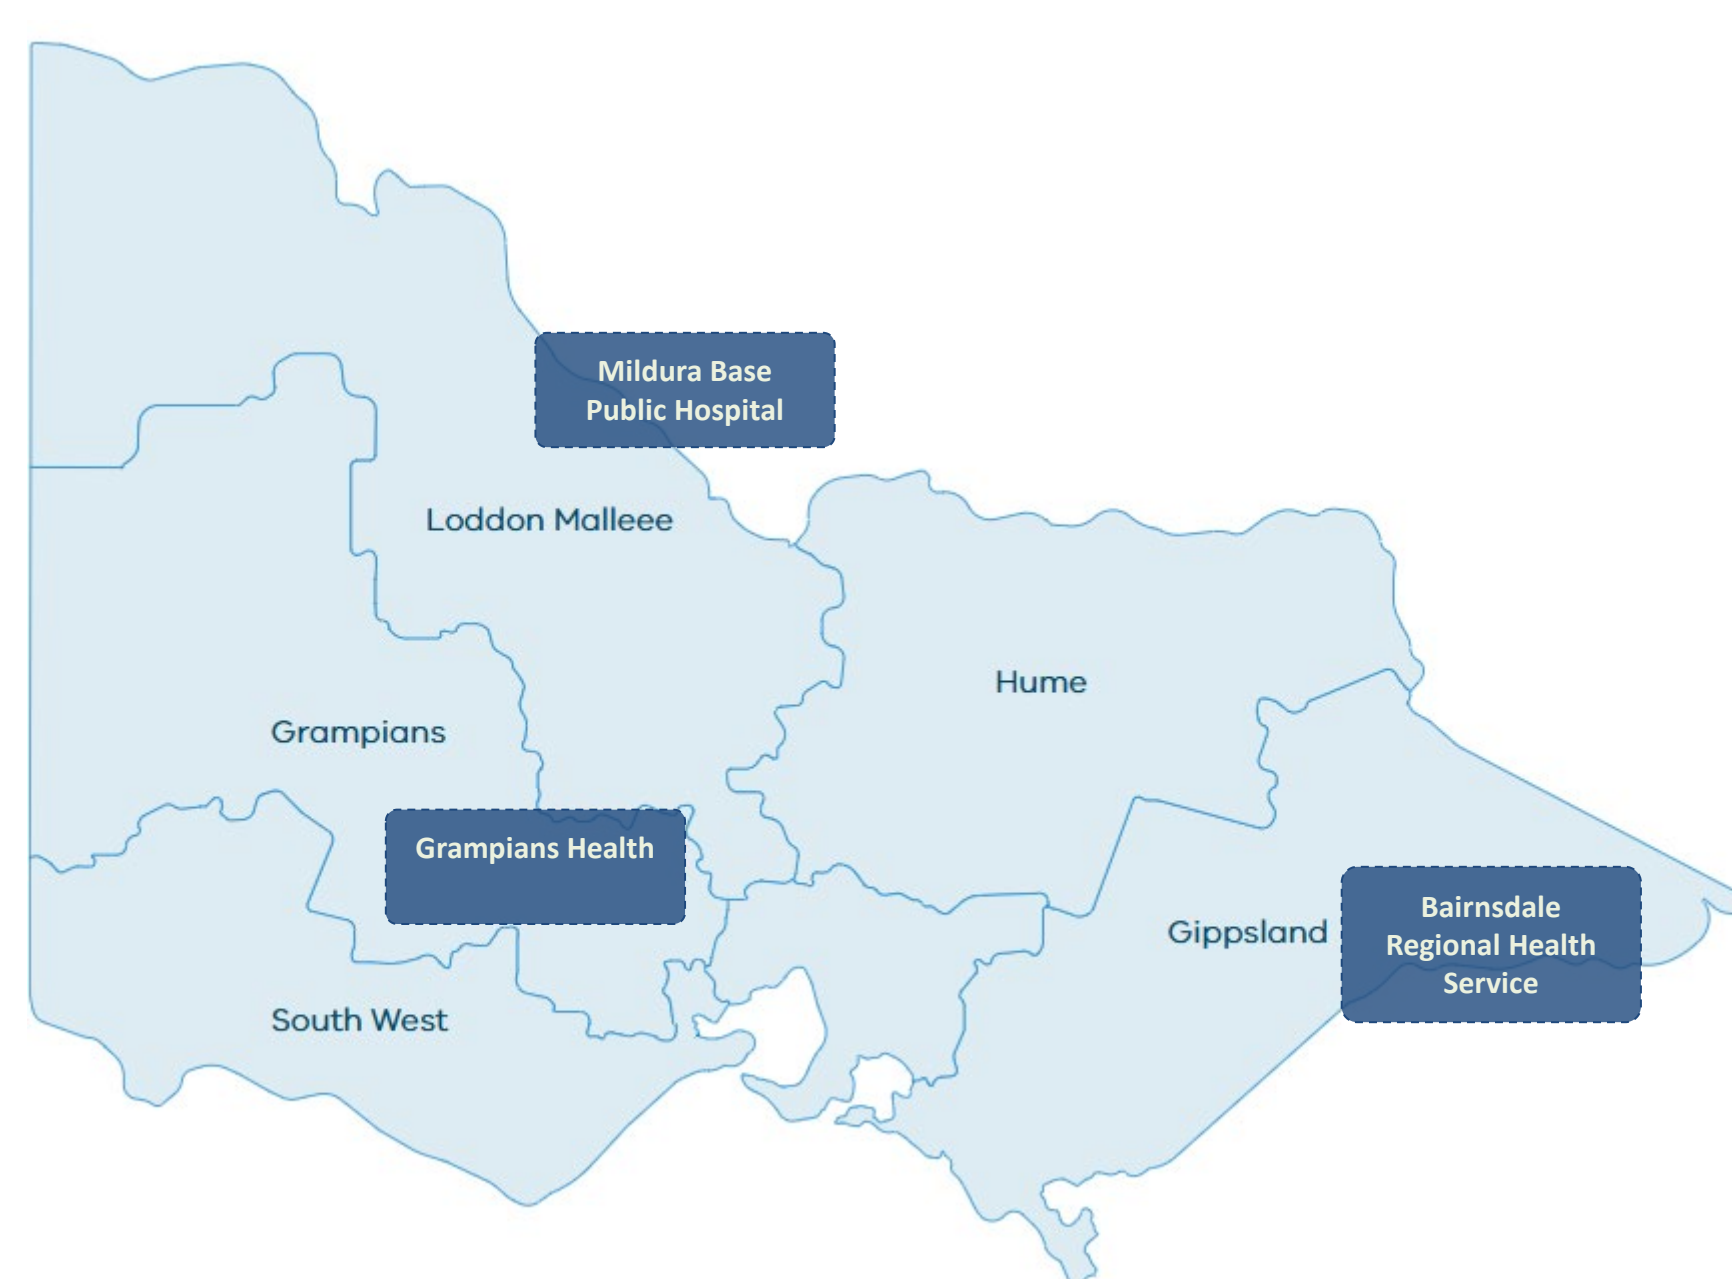 Mildura Base
Public Hospital
Loddon Malleee
Hume
Grampians
Grampians Health
Gippsland
Bairnsdale
Regional Health
Service
South West